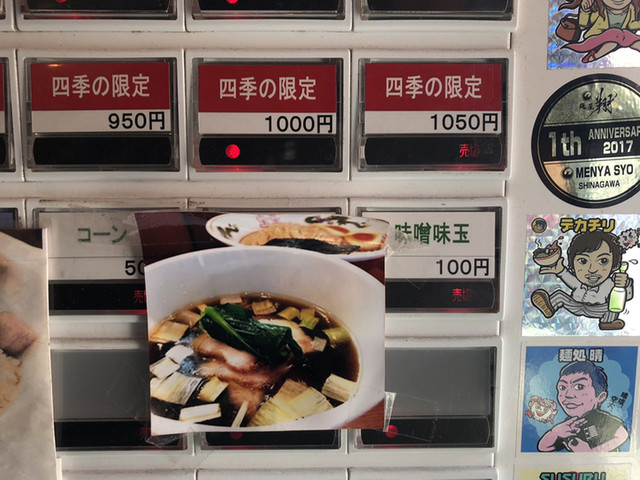 四季の限定
950円
四季の限定
1000円
四季の限定
1050円
売切
コーン
50
売切
味噌味玉
100円
売切
1th ANNIVERSARY
2017
MENYA SYO
SHINAGAWA
デカチリ
麺処 晴
SUSURU